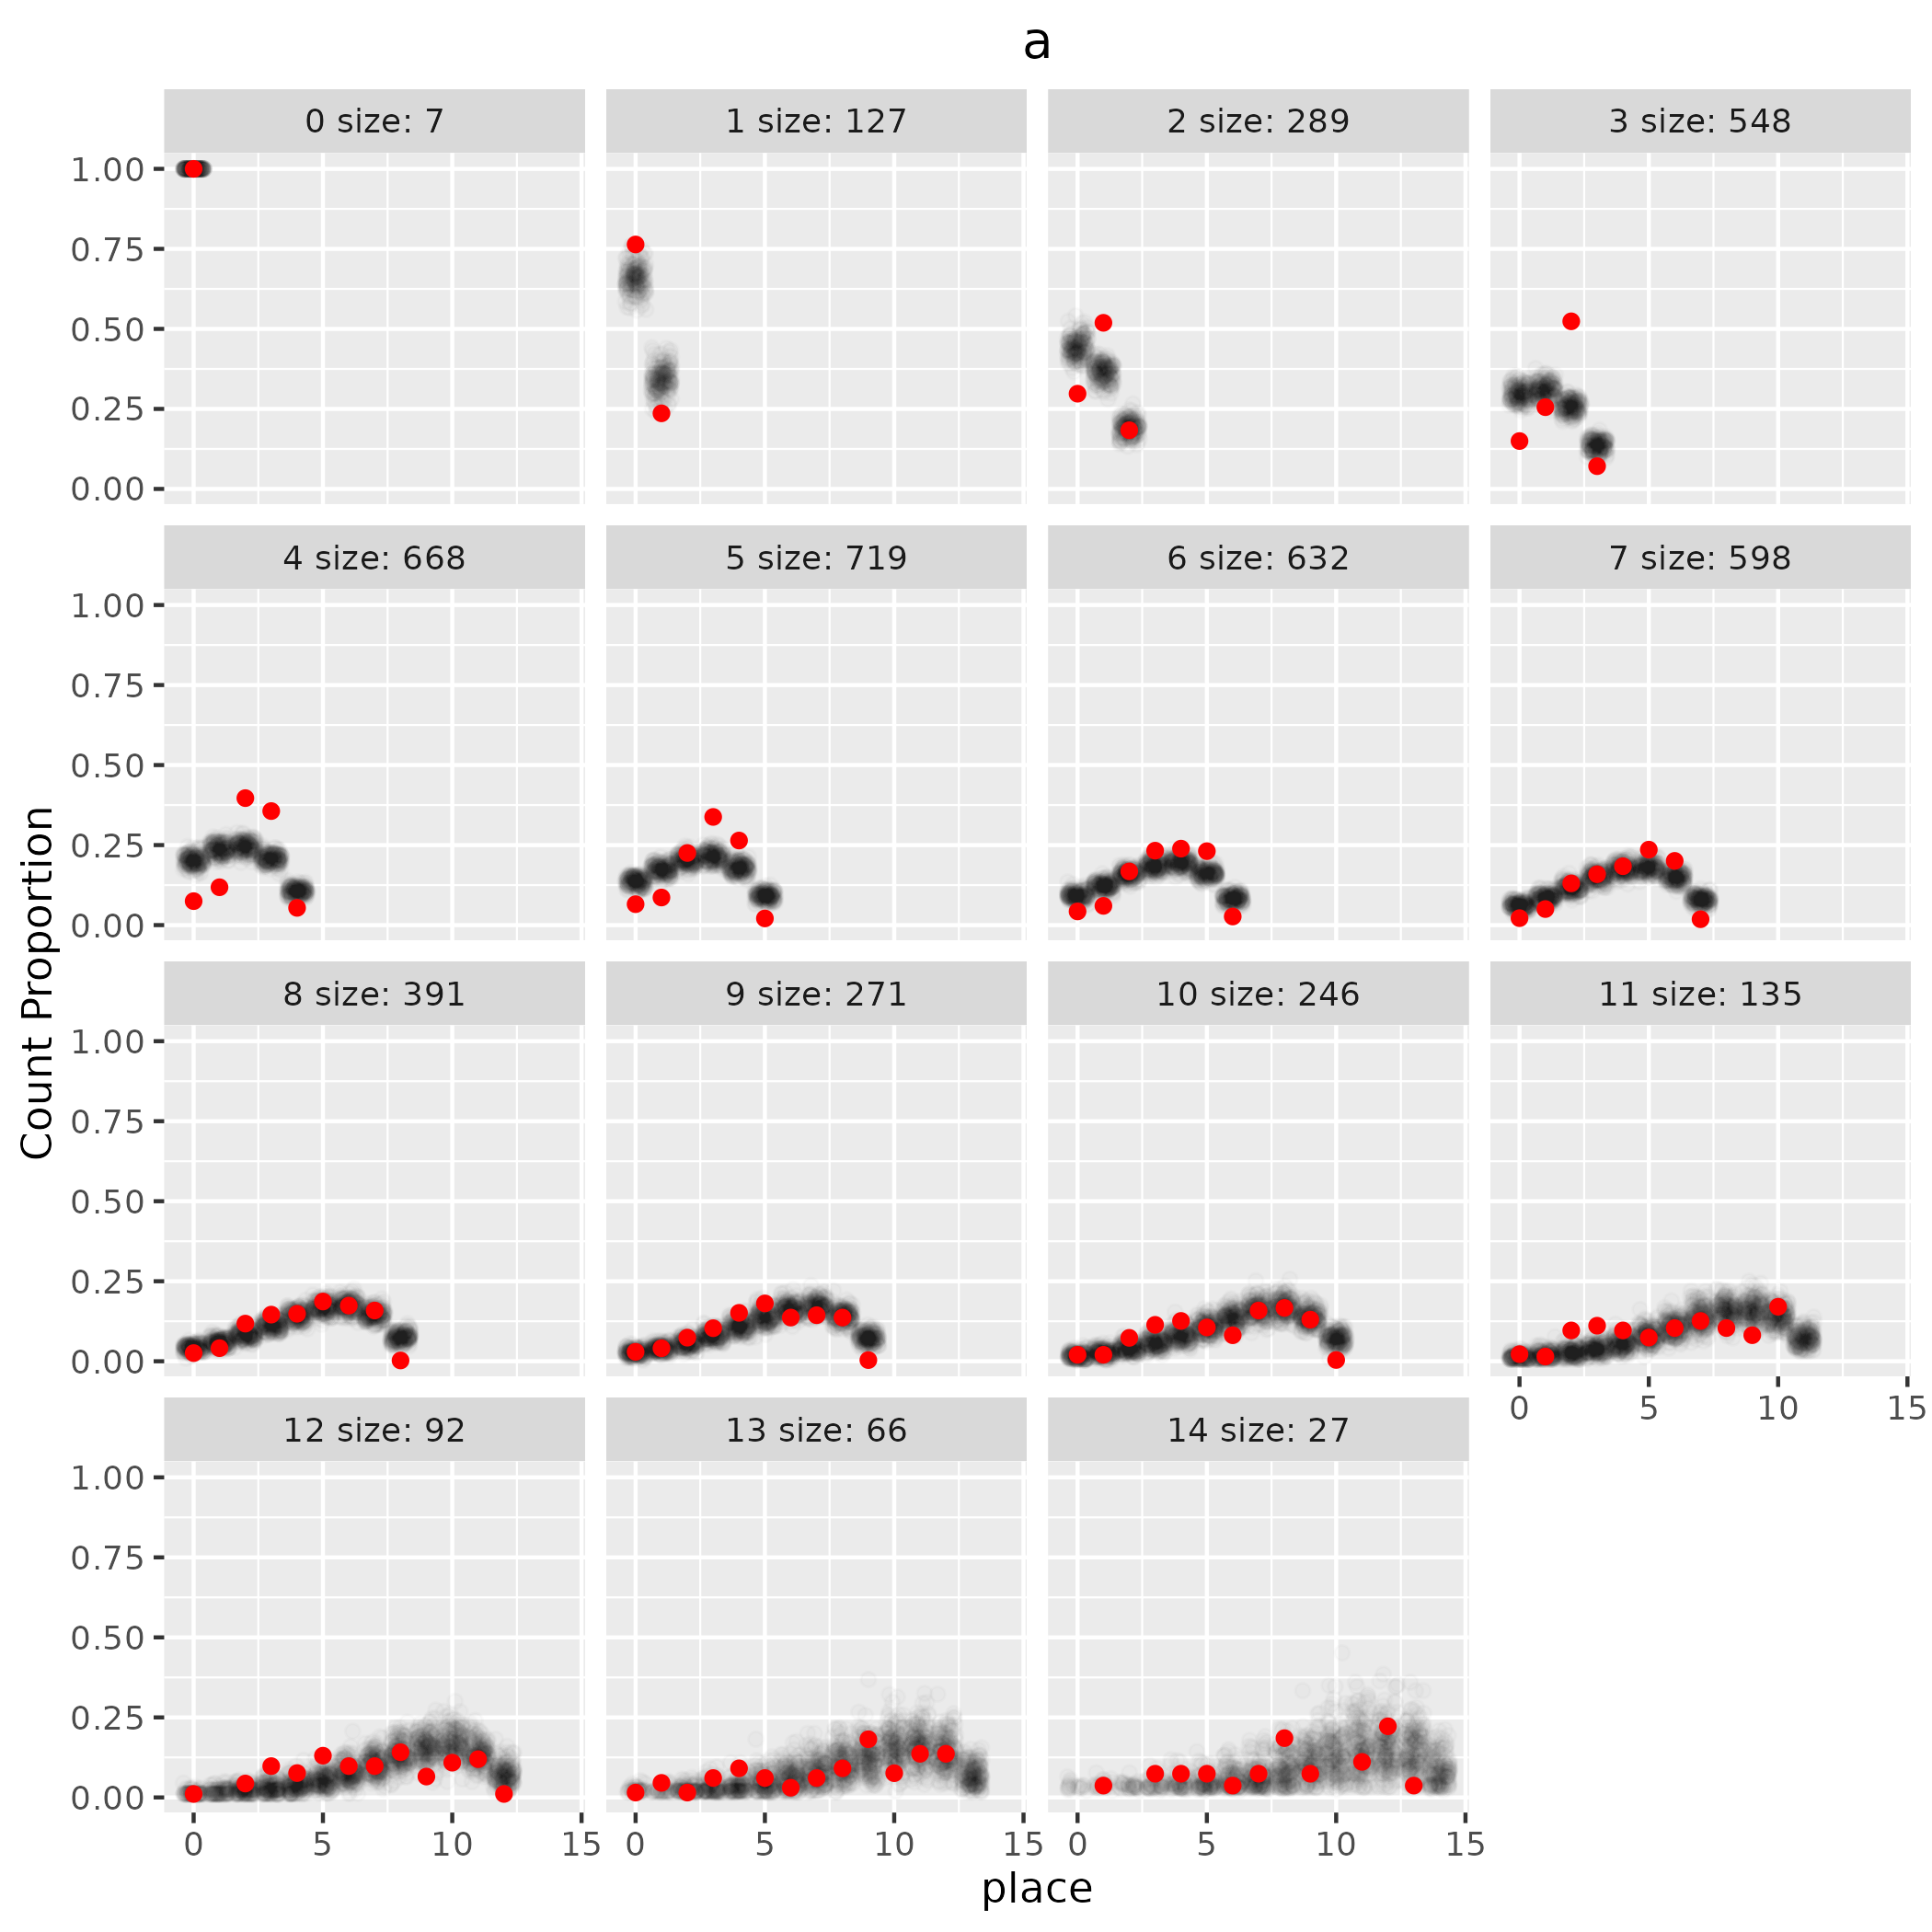 a
0 size: 7
1 size: 127
2 size: 289
3 size: 548
1.00
0.75
0.50
0.25
0.00
4 size: 668
5 size: 719
6 size: 632
7 size: 598
1.00
0.75
0.50
0.25
0.00
Count Proportion
8 size: 391
9 size: 271
10 size: 246
11 size: 135
1.00
0.75
0.50
0.25
0.00
0 5 10 15
12 size: 92
13 size: 66
14 size: 27
1.00
0.75
0.50
0.25
0.00
0 5 10 15
0 5 10 15
0 5 10 15
place